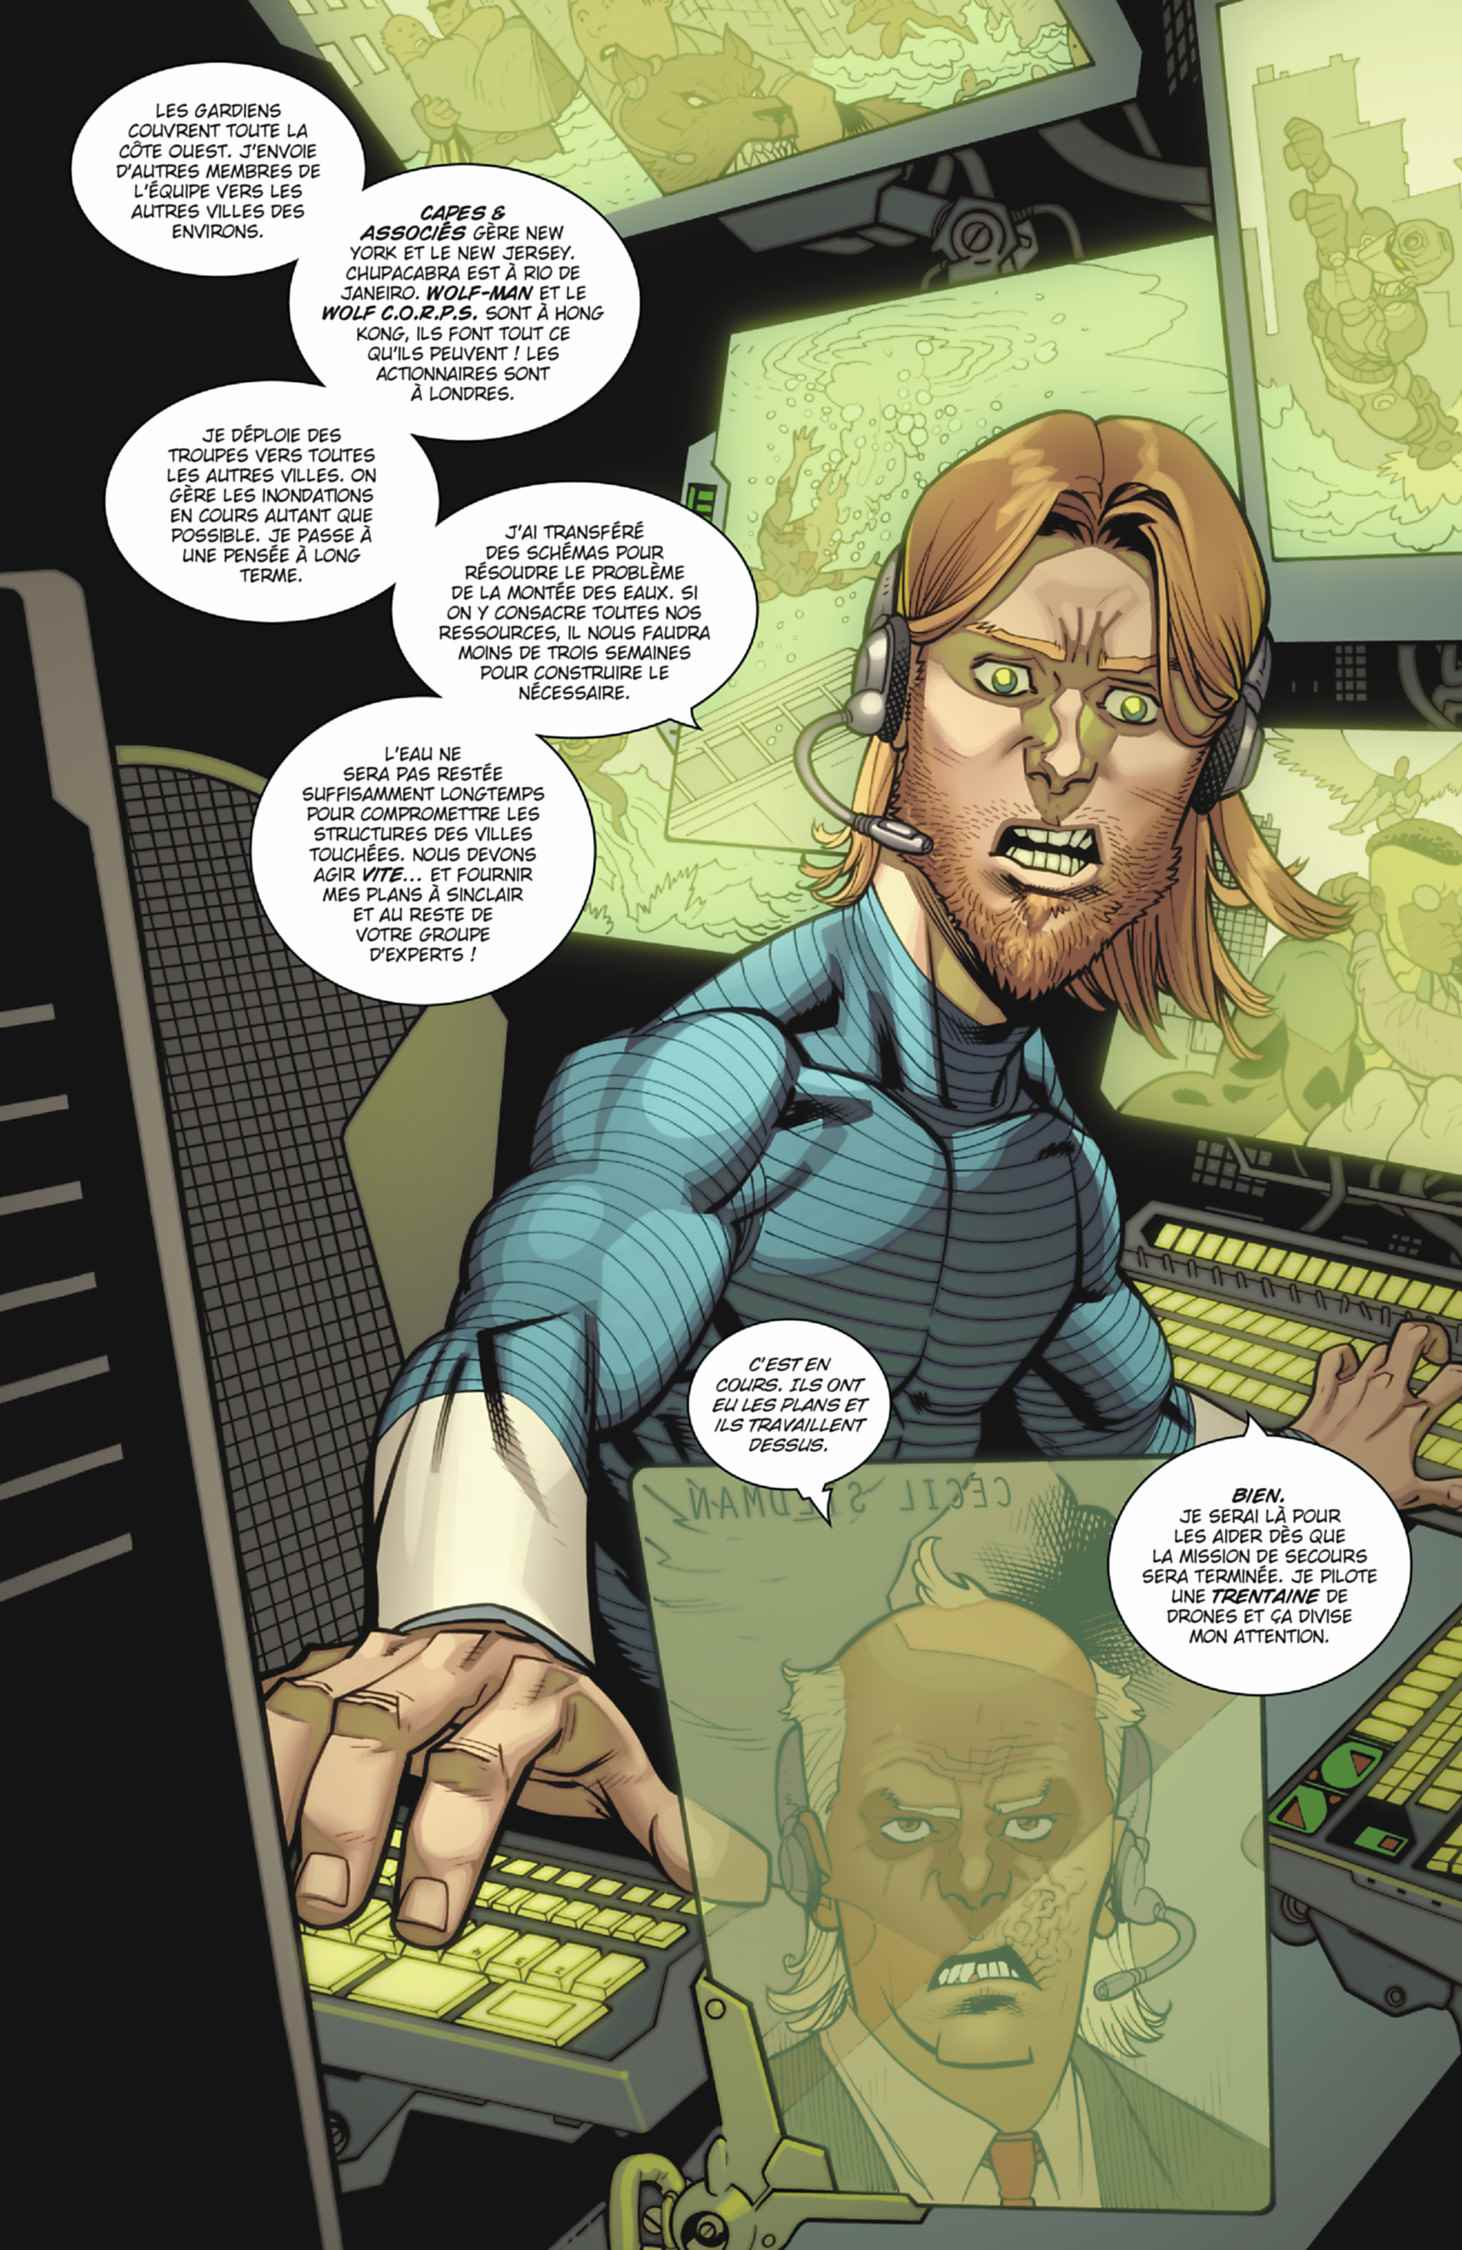 LES GARDIENS
COUVRENT TOUTE LA
CÔTE OUEST. J'ENVOIE
D'AUTRES MEMBRES DE
L'ÉQUIPE VERS LES
AUTRES VILLES DES
ENVIRONS.
CAPES &
ASSOCIÉS GÈRE NEW
YORK ET LE NEW JERSEY.
CHUPACABRA EST À RIO DE
JANEIRO. WOLF-MAN ET LE
WOLF C.O.R.P.S. SONT À HONG
KONG, ILS FONT TOUT CE
QU'ILS PEUVENT ! LES
ACTIONNAIRES SONT
À LONDRES.
JE DÉPLOIE DES
TROUPES VERS TOUTES
LES AUTRES VILLES. ON
GÈRE LES INONDATIONS
EN COURS AUTANT QUE
POSSIBLE. JE PASSE À
UNE PENSÉE À LONG
TERME.
J'AI TRANSFÉRÉ
DES SCHÉMAS POUR
RÉSOUDRE LE PROBLÈME
DE LA MONTÉE DES EAUX. SI
ON Y CONSACRE TOUTES NOS
RESSOURCES, IL NOUS FAUDRA
MOINS DE TROIS SEMAINES
POUR CONSTRUIRE LE
NÉCESSAIRE.
L'EAU NE
SERA PAS RESTÉE
SUFFISAMMENT LONGTEMPS
POUR COMPROMETTRE LES
STRUCTURES DES VILLES
TOUCHÉES. NOUS DEVONS
AGIR VITE... ET FOURNIR
MES PLANS À SINCLAIR
ET AU RESTE DE
VOTRE GROUPE
D'EXPERTS !
C'EST EN
COURS. ILS ONT
EU LES PLANS ET
ILS TRAVAILLENT
DESSUS.
CÉCIL STEDMAN
BIEN.
JE SERAI LÀ POUR
LES AIDER DÈS QUE
LA MISSION DE SECOURS
SERA TERMINÉE. JE PILOTE
UNE TRENTAINE DE
DRONES ET ÇA DIVISE
MON ATTENTION.